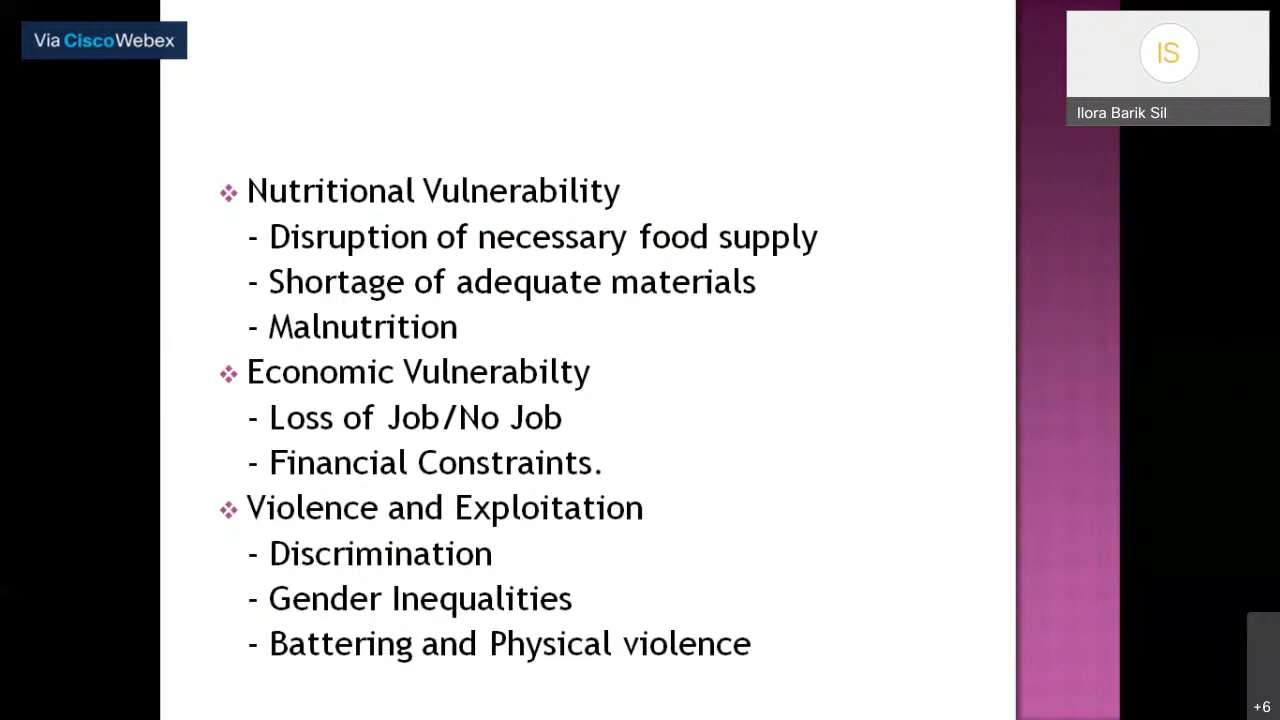 Via CiscoWebex
IS
Ilora Barik Sil
❖ Nutritional Vulnerability
- Disruption of necessary food supply
- Shortage of adequate materials
- Malnutrition
❖ Economic Vulnerabilty
- Loss of Job/No Job
- Financial Constraints.
❖ Violence and Exploitation
- Discrimination
- Gender Inequalities
- Battering and Physical violence
+6